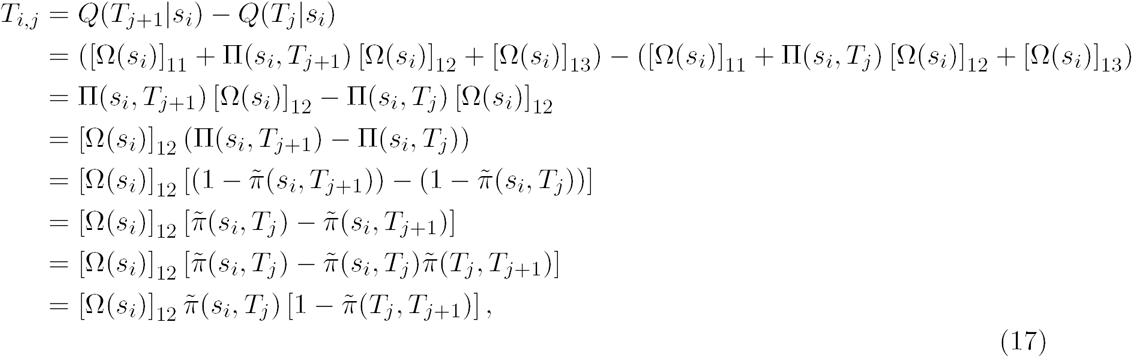 T_{i,j} = Q(T_{j+1}|s_i) − Q(T_j|s_i)
= ([Ω(s_i)]_{11} + Π(s_i, T_{j+1}) [Ω(s_i)]_{12} + [Ω(s_i)]_{13}) − ([Ω(s_i)]_{11} + Π(s_i, T_j) [Ω(s_i)]_{12} + [Ω(s_i)]_{13})
= Π(s_i, T_{j+1}) [Ω(s_i)]_{12} − Π(s_i, T_j) [Ω(s_i)]_{12}
= [Ω(s_i)]_{12} (Π(s_i, T_{j+1}) − Π(s_i, T_j))
= [Ω(s_i)]_{12} [(1 − π̃(s_i, T_{j+1})) − (1 − π̃(s_i, T_j))]
= [Ω(s_i)]_{12} [π̃(s_i, T_j) − π̃(s_i, T_{j+1})]
= [Ω(s_i)]_{12} [π̃(s_i, T_j) − π̃(s_i, T_j)π̃(T_j, T_{j+1})]
= [Ω(s_i)]_{12} π̃(s_i, T_j) [1 − π̃(T_j, T_{j+1})] ,
(17)